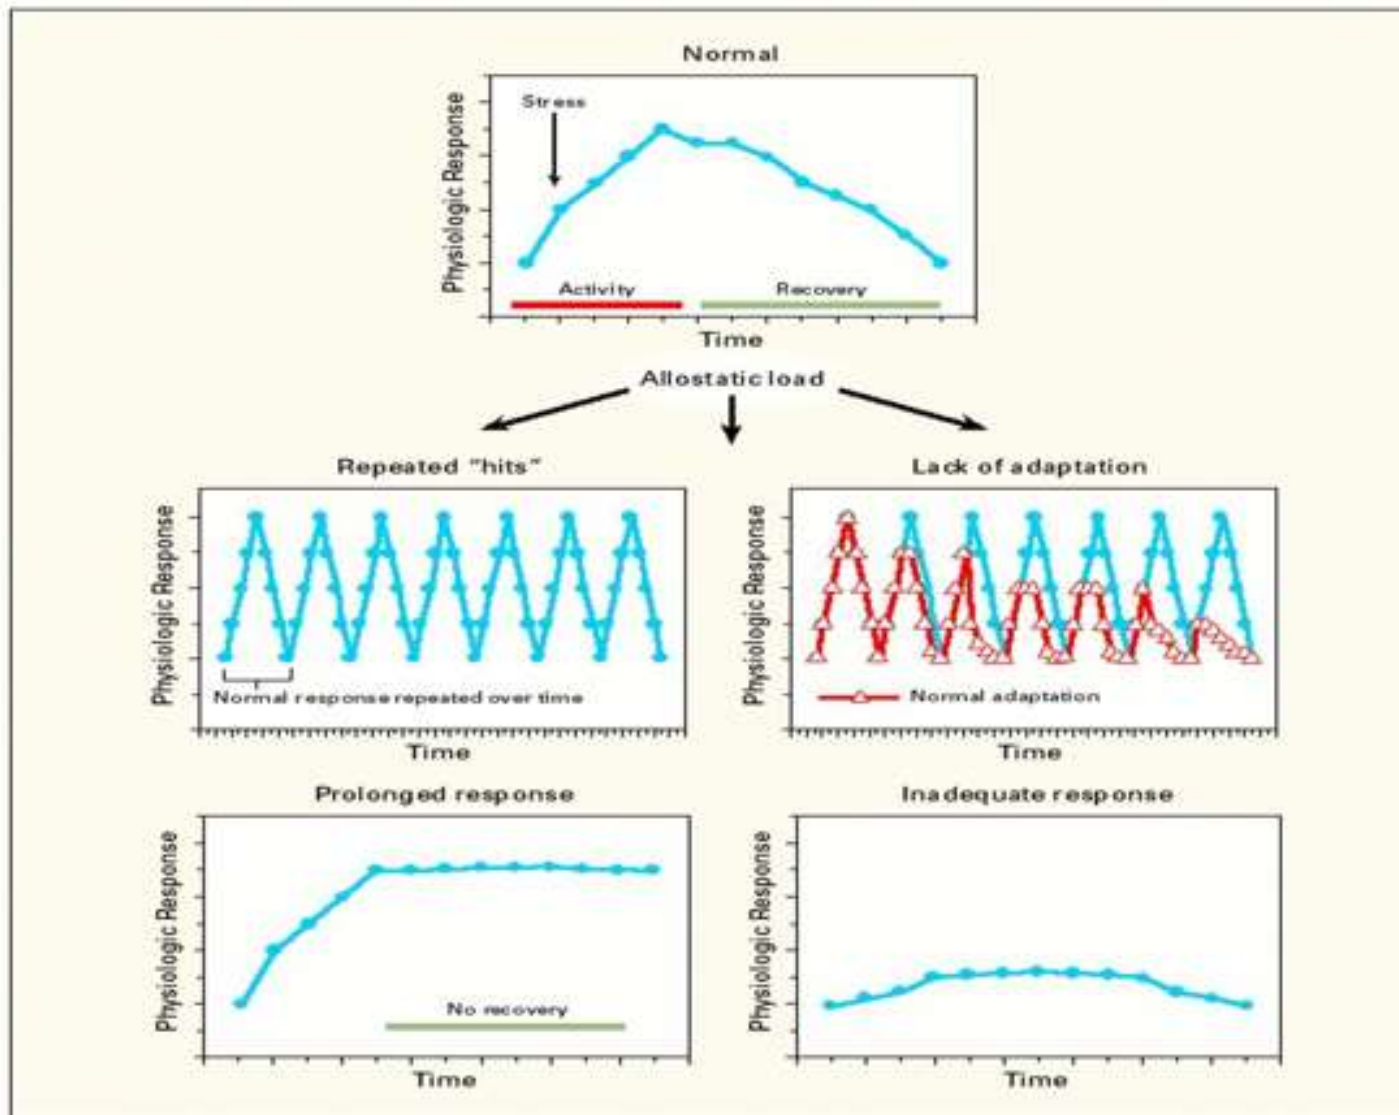 Normal
Stress
Physiologic Response
Activity
Recovery
Time
Allostatic load
Repeated "hits"
Physiologic Response
Normal response repeated over time
Time
Lack of adaptation
Physiologic Response
Normal adaptation
Time
Prolonged response
Physiologic Response
No recovery
Time
Inadequate response
Physiologic Response
Time